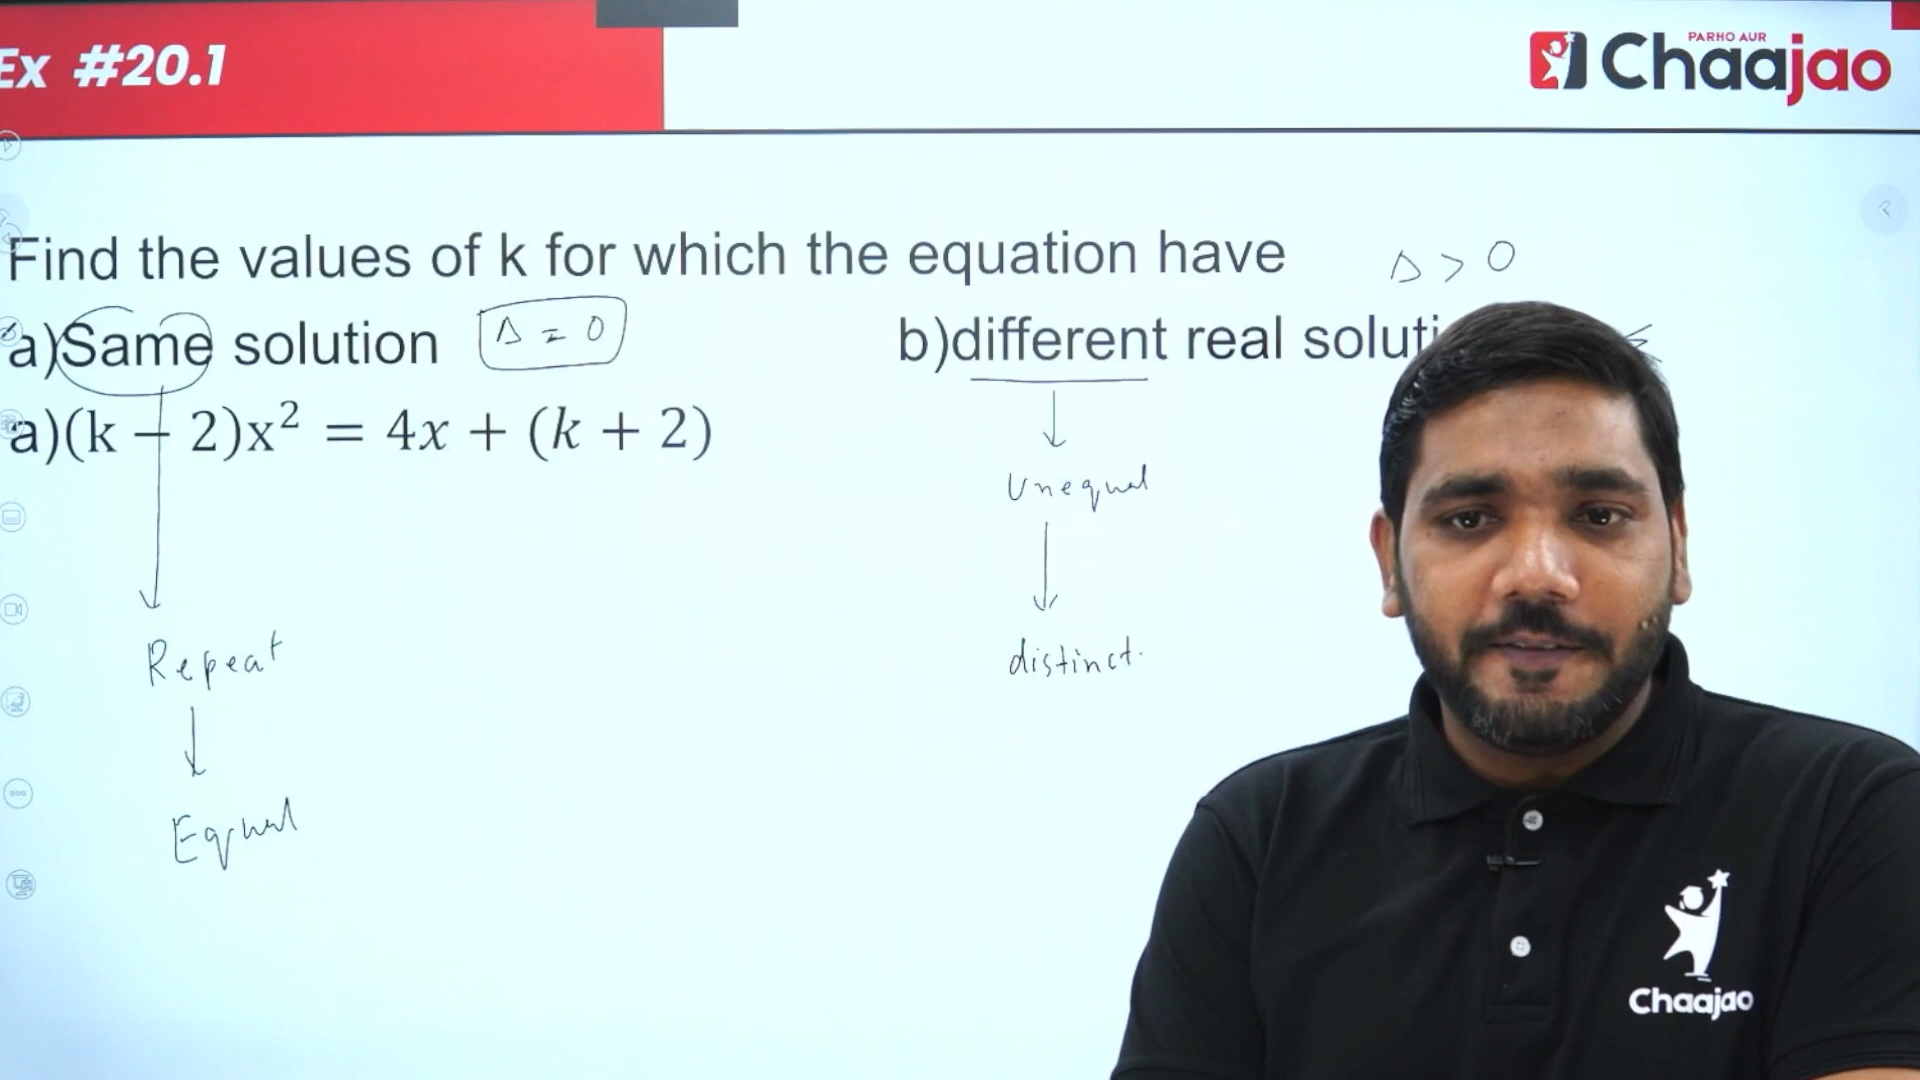 Ex #20.1
PARHO AUR
Chaajao
Find the values of k for which the equation have
Δ > 0
a)Same solution
Δ = 0
b)different real soluti
a)(k − 2)x² = 4x + (k + 2)
Unequal
distinct.
Repeat
Equal
Chaajao